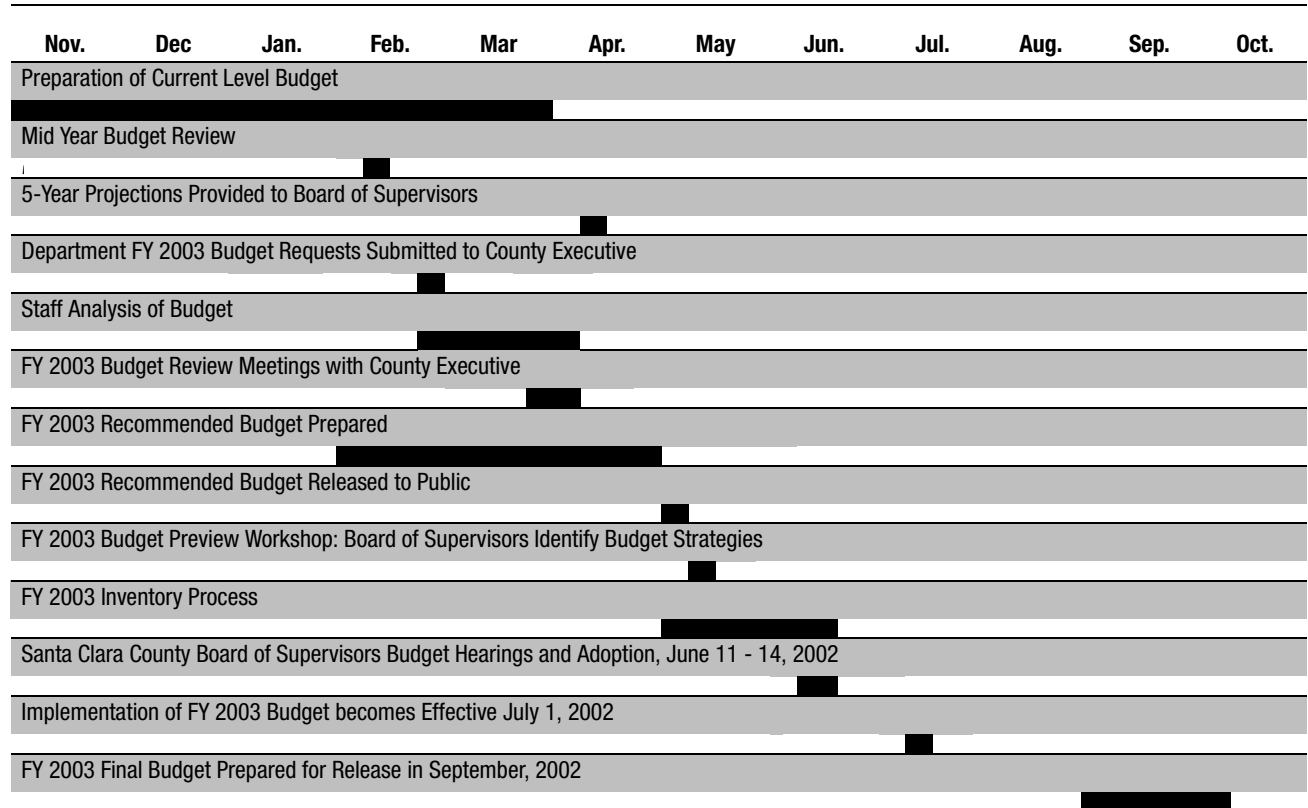 Nov. Dec Jan. Feb. Mar Apr. May Jun. Jul. Aug. Sep. Oct.
Preparation of Current Level Budget
Mid Year Budget Review
5-Year Projections Provided to Board of Supervisors
Department FY 2003 Budget Requests Submitted to County Executive
Staff Analysis of Budget
FY 2003 Budget Review Meetings with County Executive
FY 2003 Recommended Budget Prepared
FY 2003 Recommended Budget Released to Public
FY 2003 Budget Preview Workshop: Board of Supervisors Identify Budget Strategies
FY 2003 Inventory Process
Santa Clara County Board of Supervisors Budget Hearings and Adoption, June 11 - 14, 2002
Implementation of FY 2003 Budget becomes Effective July 1, 2002
FY 2003 Final Budget Prepared for Release in September, 2002